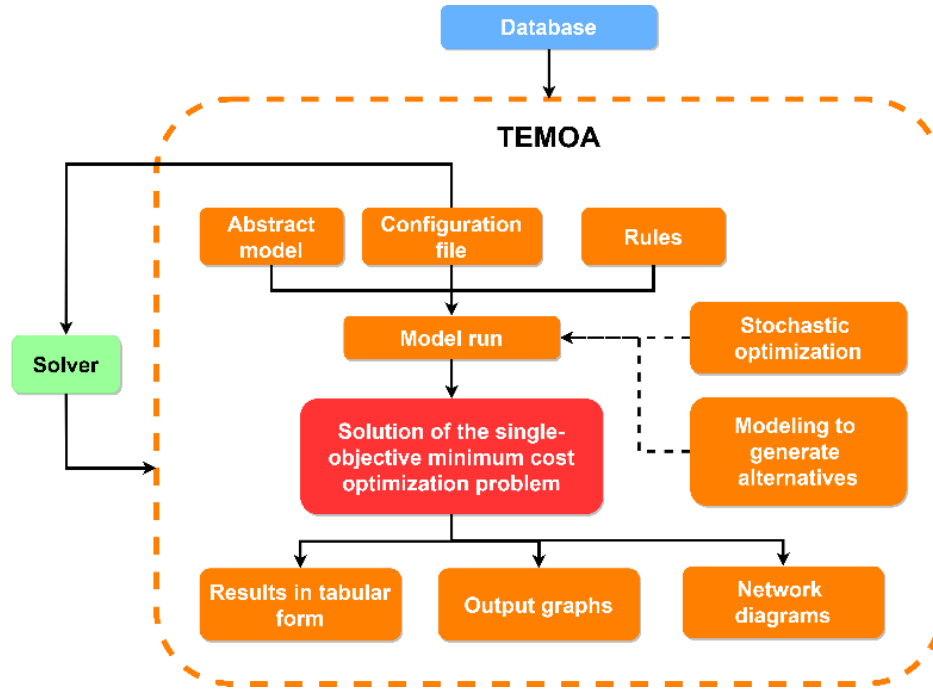 Database
TEMOA
Abstract
model
Configuration
file
Rules
Model run
Stochastic
optimization
Solver
Solution of the single-
objective minimum cost
optimization problem
Modeling to
generate
alternatives
Results in tabular
form
Output graphs
Network
diagrams